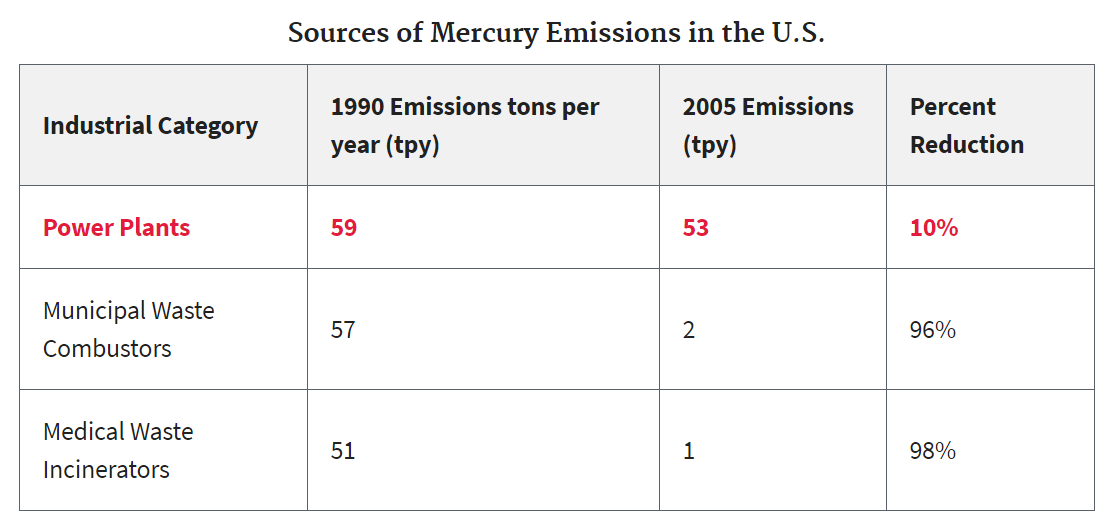 Sources of Mercury Emissions in the U.S.
Industrial Category
1990 Emissions tons per
year (tpy)
2005 Emissions
(tpy)
Percent
Reduction
Power Plants
59
53
10%
Municipal Waste
Combustors
57
2
96%
Medical Waste
Incinerators
51
1
98%